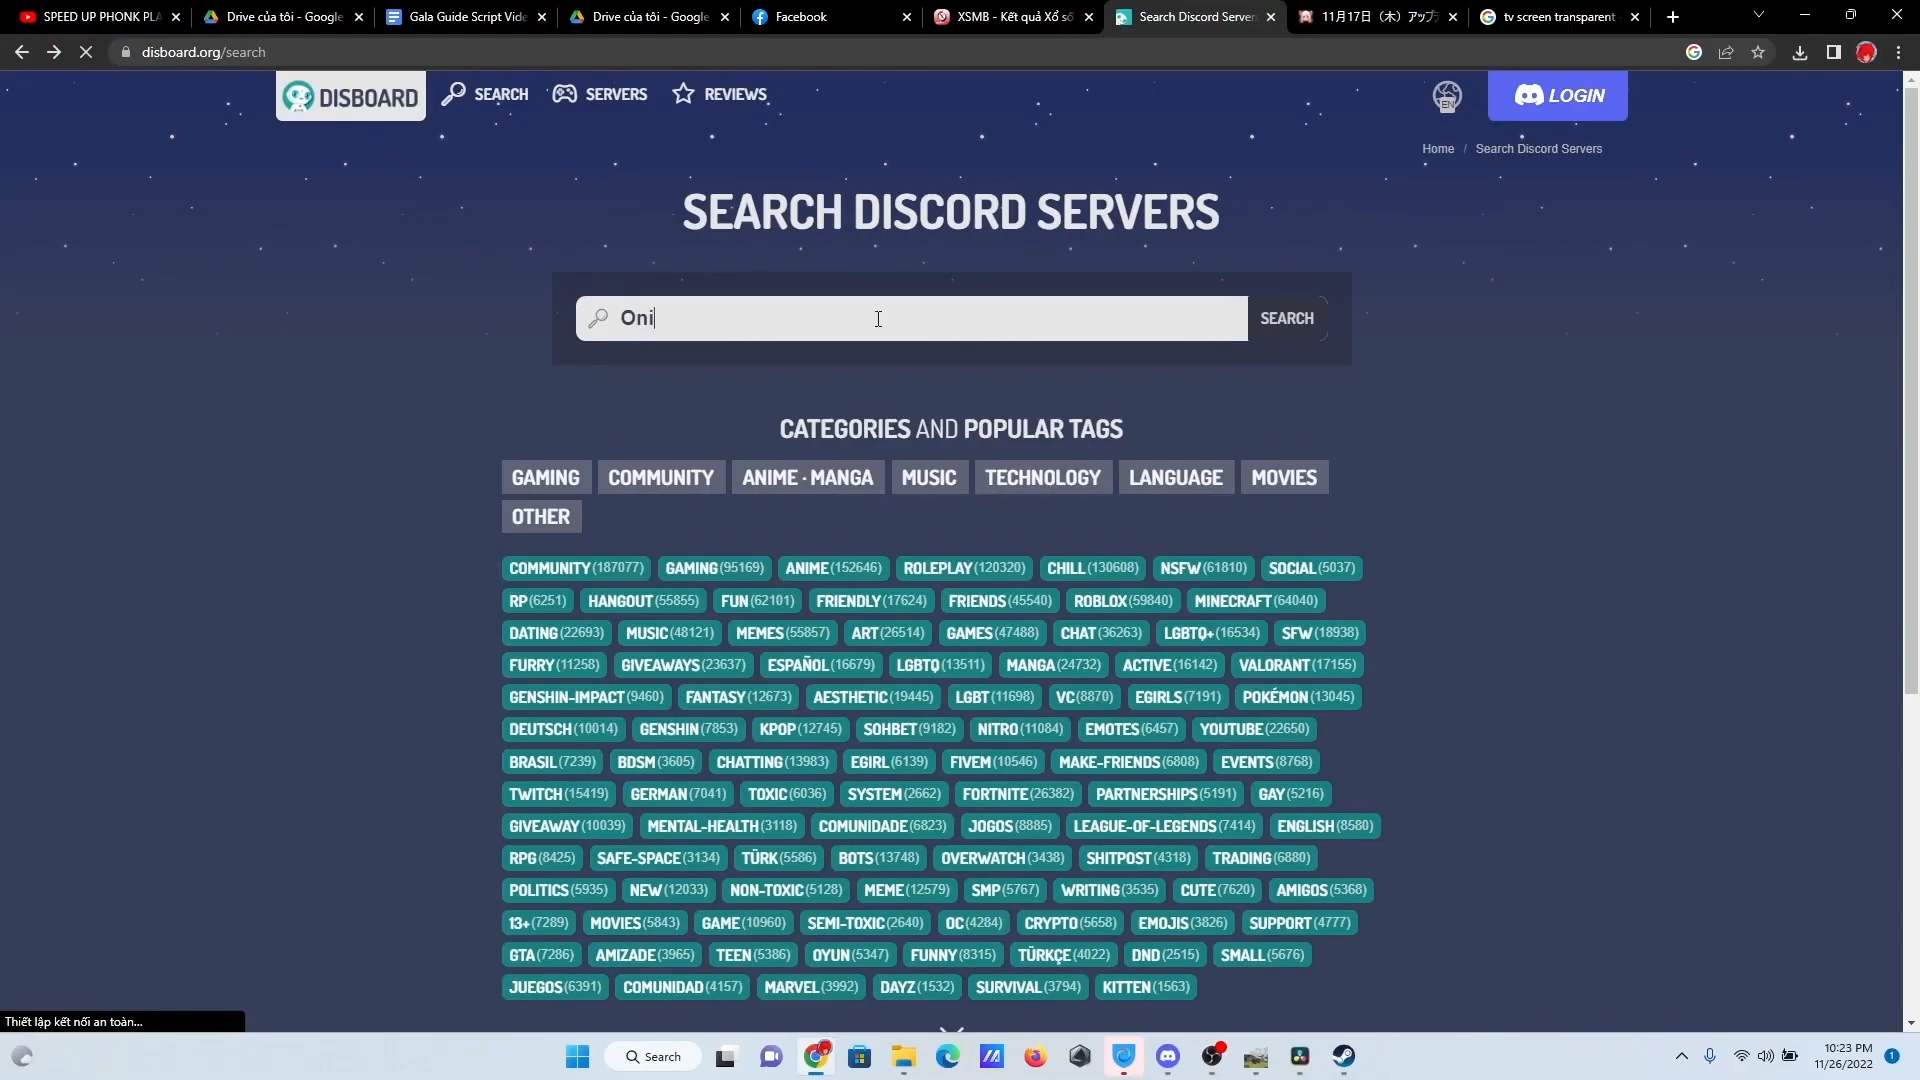 SPEED UP PHONK PLA
Drive của tôi - Google
Gala Guide Script Vide
Drive của tôi - Google
Facebook
XSMB - Kết quả Xổ số
Search Discord Server
11月17日（木）アップ
tv screen transparent
disboard.org/search
DISBOARD
SEARCH
SERVERS
REVIEWS
EN
LOGIN
Home / Search Discord Servers
SEARCH DISCORD SERVERS
Oni
SEARCH
CATEGORIES AND POPULAR TAGS
GAMING COMMUNITY ANIME · MANGA MUSIC TECHNOLOGY LANGUAGE MOVIES
OTHER
COMMUNITY(187077) GAMING(95169) ANIME(152646) ROLEPLAY(120320) CHILL(130608) NSFW(61810) SOCIAL(5037)
RP(6251) HANGOUT(55855) FUN(62101) FRIENDLY(17624) FRIENDS(45540) ROBLOX(59840) MINECRAFT(64040)
DATING(22693) MUSIC(48121) MEMES(55857) ART(26514) GAMES(47488) CHAT(36263) LGBTQ+(16534) SFW(18938)
FURRY(11258) GIVEAWAYS(23637) ESPAÑOL(16679) LGBTQ(13511) MANGA(24732) ACTIVE(16142) VALORANT(17155)
GENSHIN-IMPACT(9460) FANTASY(12673) AESTHETIC(19445) LGBT(11698) VC(8870) EGIRLS(7191) POKÉMON(13045)
DEUTSCH(10014) GENSHIN(7853) KPOP(12745) SOHBET(9182) NITRO(11084) EMOTES(6457) YOUTUBE(22650)
BRASIL(7239) BDSM(3605) CHATTING(13983) EGIRL(6139) FIVEM(10546) MAKE-FRIENDS(6808) EVENTS(8768)
TWITCH(15419) GERMAN(7041) TOXIC(6036) SYSTEM(2662) FORTNITE(26382) PARTNERSHIPS(5191) GAY(5216)
GIVEAWAY(10039) MENTAL-HEALTH(3118) COMUNIDADE(6823) JOGOS(8885) LEAGUE-OF-LEGENDS(7414) ENGLISH(8580)
RPG(8425) SAFE-SPACE(3134) TÜRK(5586) BOTS(13748) OVERWATCH(3438) SHITPOST(4318) TRADING(6880)
POLITICS(5935) NEW(12033) NON-TOXIC(5128) MEME(12579) SMP(5767) WRITING(3535) CUTE(7620) AMIGOS(5368)
13+(7289) MOVIES(5843) GAME(10960) SEMI-TOXIC(2640) OC(4284) CRYPTO(5658) EMOJIS(3826) SUPPORT(4777)
GTA(7286) AMIZADE(3965) TEEN(5386) OYUN(5347) FUNNY(8315) TÜRKÇE(4022) DND(2515) SMALL(5676)
JUEGOS(6391) COMUNIDAD(4157) MARVEL(3992) DAYZ(1532) SURVIVAL(3794) KITTEN(1563)
Thiết lập kết nối an toàn...
Search
10:23 PM
11/26/2022
1